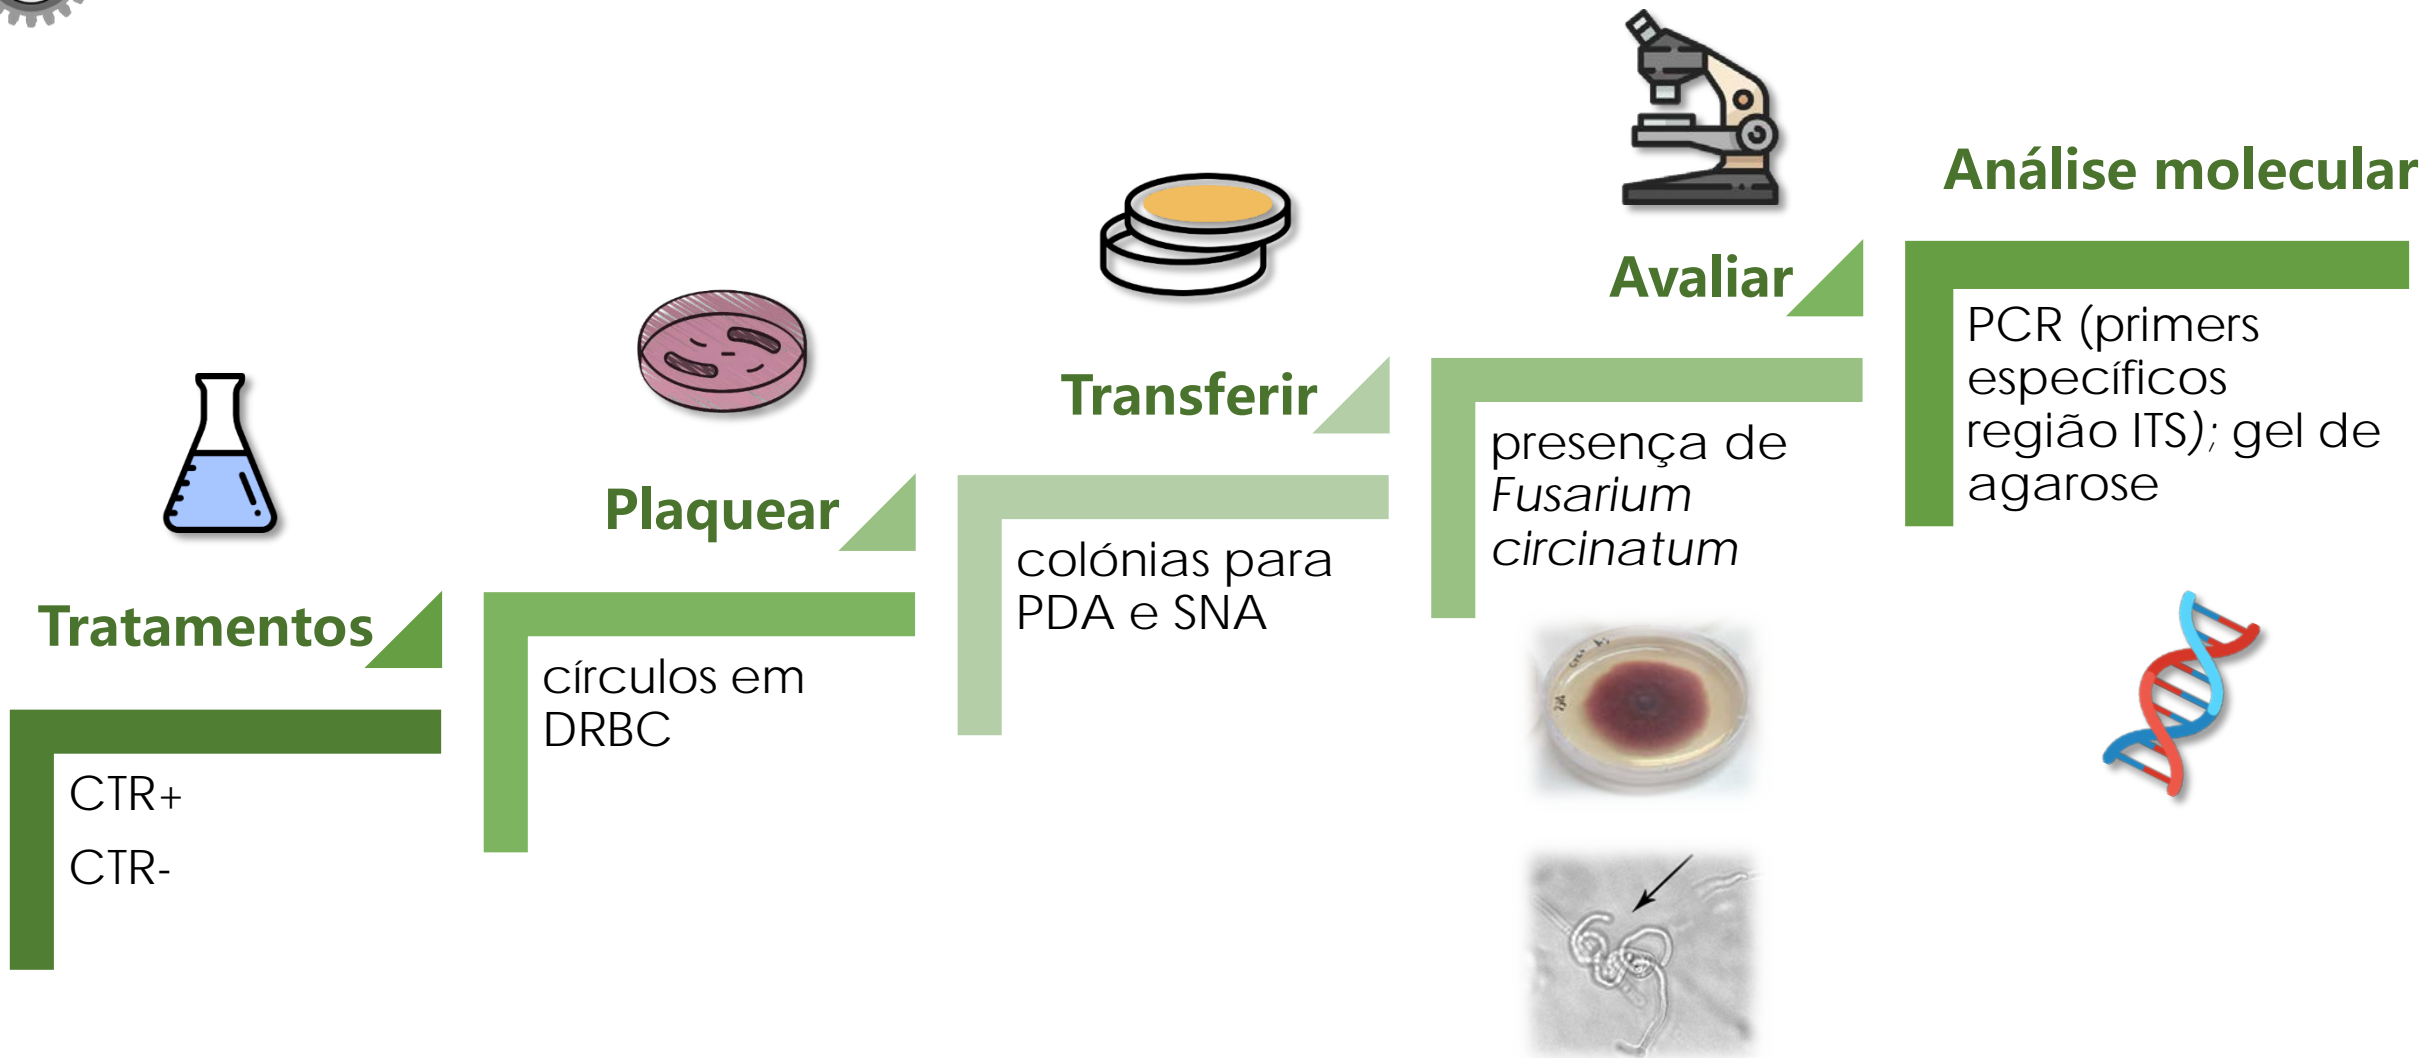 Tratamentos
CTR+
CTR-
Plaquear
círculos em
DRBC
Transferir
colónias para
PDA e SNA
Avaliar
presença de
Fusarium
circinatum
Análise molecular
PCR (primers
específicos
região ITS); gel de
agarose